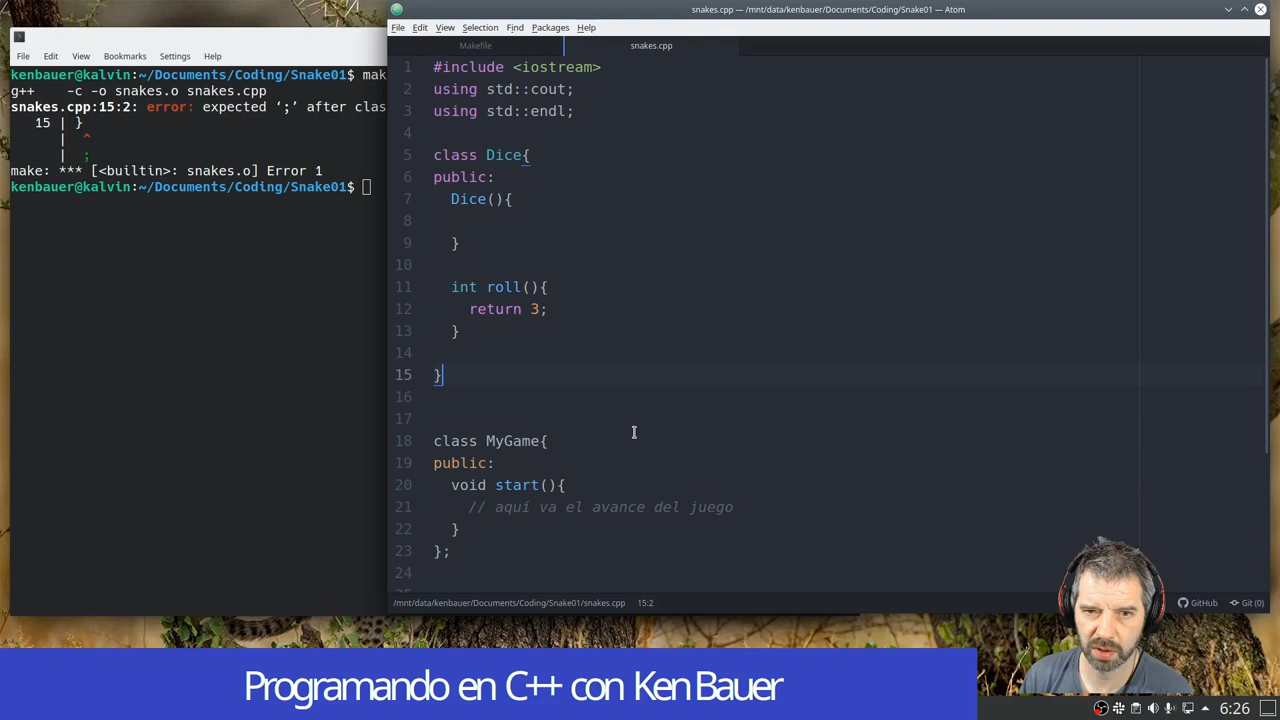 File Edit View Bookmarks Settings Help
kenbauer@kalvin:~/Documents/Coding/Snake01$ mak
g++ -c -o snakes.o snakes.cpp
snakes.cpp:15:2: error: expected ‘;’ after clas
15 | }
| ^
| ;
make: *** [<builtin>: snakes.o] Error 1
kenbauer@kalvin:~/Documents/Coding/Snake01$
snakes.cpp — /mnt/data/kenbauer/Documents/Coding/Snake01 — Atom
File Edit View Selection Find Packages Help
Makefile snakes.cpp
1 #include <iostream>
2 using std::cout;
3 using std::endl;
4
5 class Dice{
6 public:
7 Dice(){
8
9 }
10
11 int roll(){
12 return 3;
13 }
14
15 }
16
17
18 class MyGame{
19 public:
20 void start(){
21 // aquí va el avance del juego
22 }
23 };
24
/mnt/data/kenbauer/Documents/Coding/Snake01/snakes.cpp 15:2 GitHub Git (0)
Programando en C++ con Ken Bauer
6:26